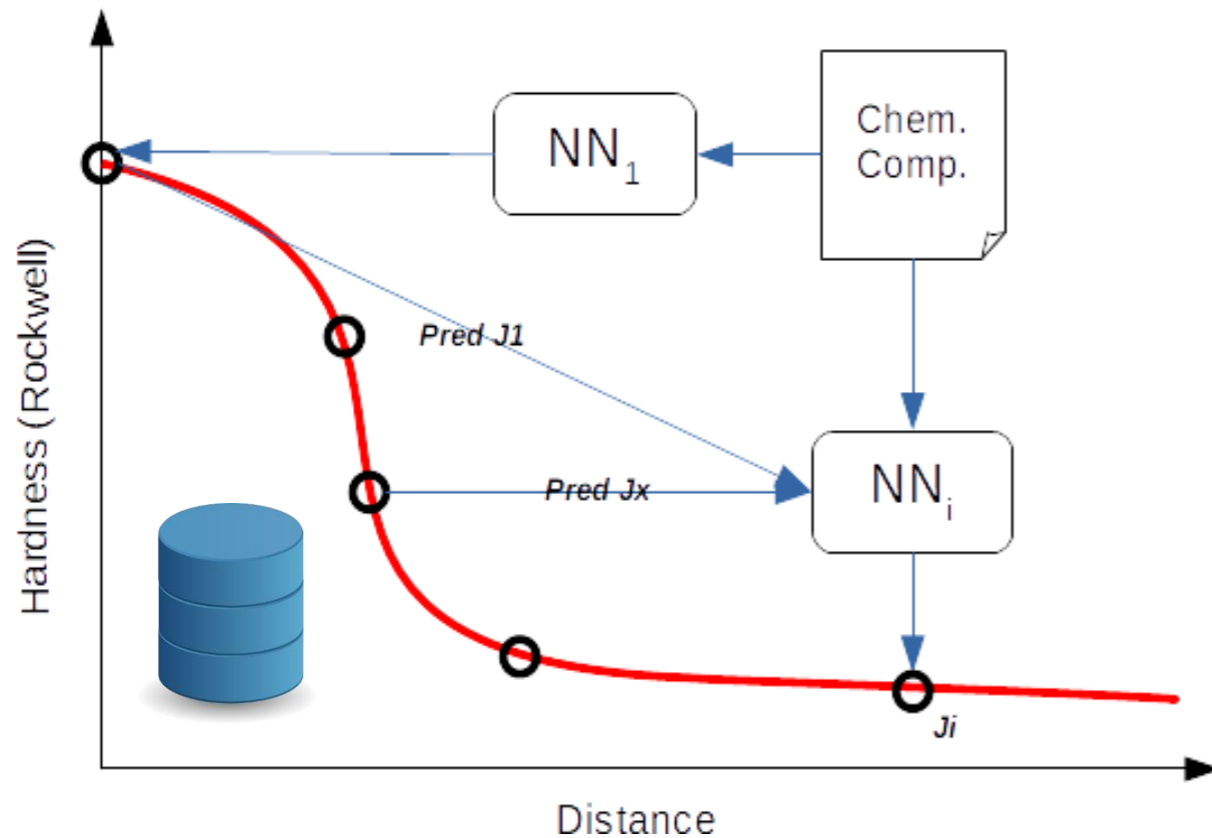 Chem.
Comp.
NN1
Pred J1
Hardness (Rockwell)
Pred Jx
NNi
Ji
Distance